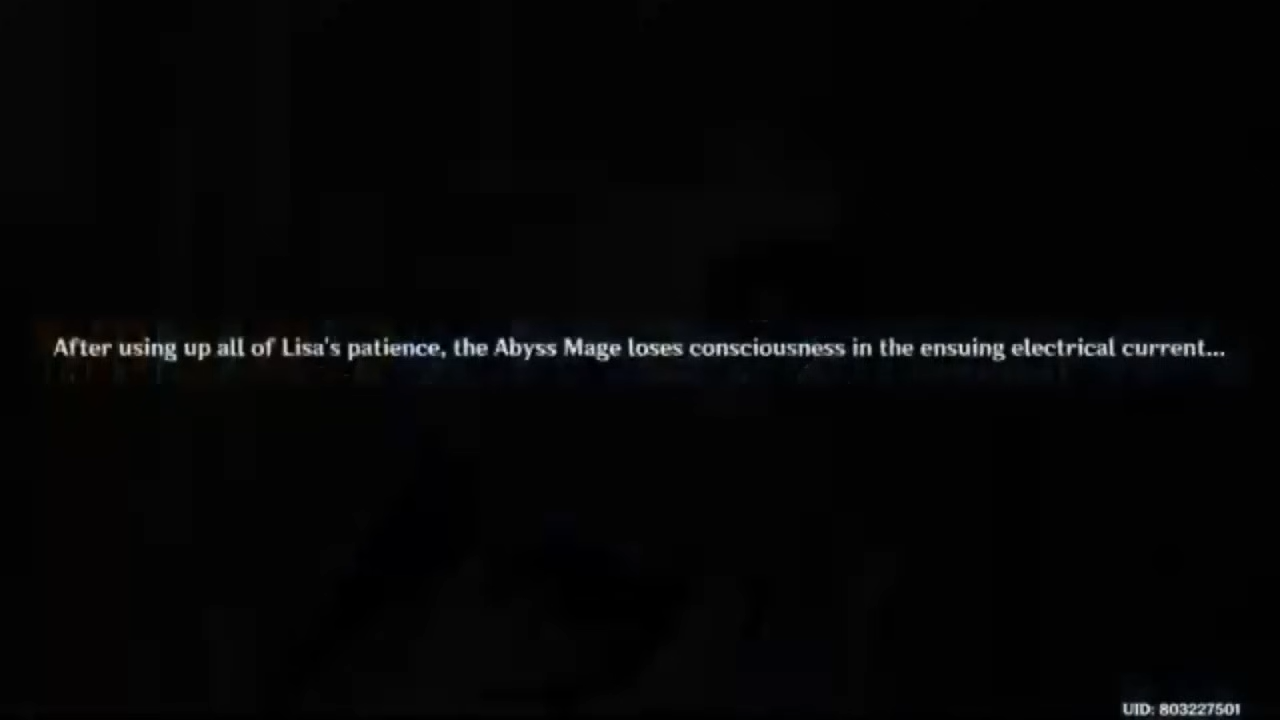 After using up all of Lisa's patience, the Abyss Mage loses consciousness in the ensuing electrical current...
UID: 803227501